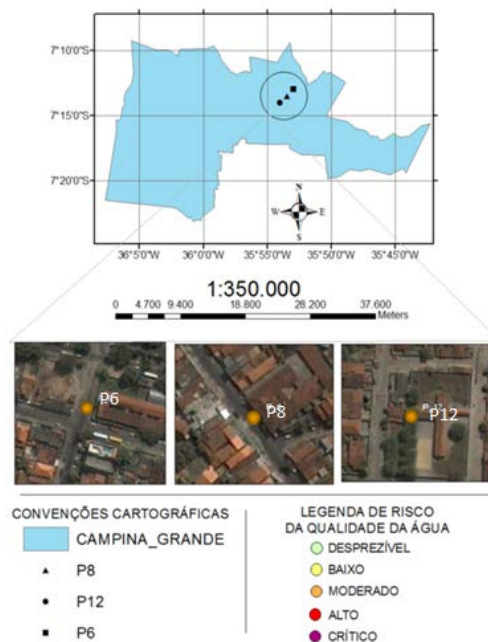 7°10'0"S
7°15'0"S
7°20'0"S
N
W E
S
36°5'0"W 36°0'0"W 35°55'0"W 35°50'0"W 35°45'0"W
1:350.000
0 4.700 9.400 18.800 28.200 37.600
Meters
P6 P8 P12
CONVENÇÕES CARTOGRÁFICAS
CAMPINA_GRANDE
P8
P12
P6
LEGENDA DE RISCO
DA QUALIDADE DA ÁGUA
DESPREZÍVEL
BAIXO
MODERADO
ALTO
CRÍTICO